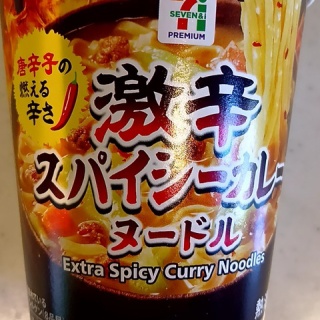 7
SEVEN&i
PREMIUM
唐辛子の
燃える
辛さ
激辛
スパイシーカレー
ヌードル
Extra Spicy Curry Noodles